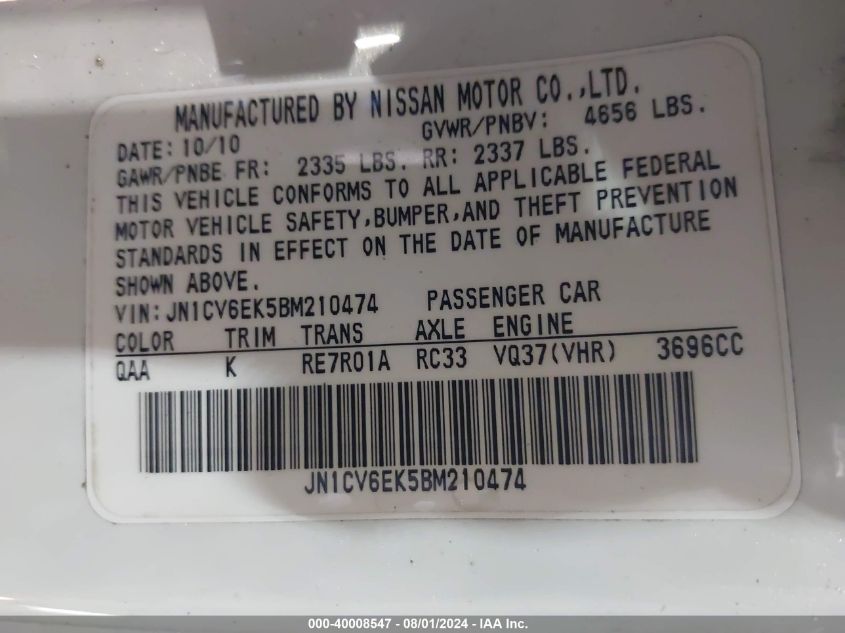 MANUFACTURED BY NISSAN MOTOR CO.,LTD.
DATE: 10/10 GVWR/PNBV: 4656 LBS.
GAWR/PNBE FR: 2335 LBS. RR: 2337 LBS.
THIS VEHICLE CONFORMS TO ALL APPLICABLE FEDERAL
MOTOR VEHICLE SAFETY,BUMPER,AND THEFT PREVENTION
STANDARDS IN EFFECT ON THE DATE OF MANUFACTURE
SHOWN ABOVE.
VIN: JN1CV6EK5BM210474 PASSENGER CAR
COLOR TRIM TRANS AXLE ENGINE
QAA K RE7R01A RC33 VQ37(VHR) 3696CC
JN1CV6EK5BM210474
000-40008547 - 08/01/2024 - IAA Inc.